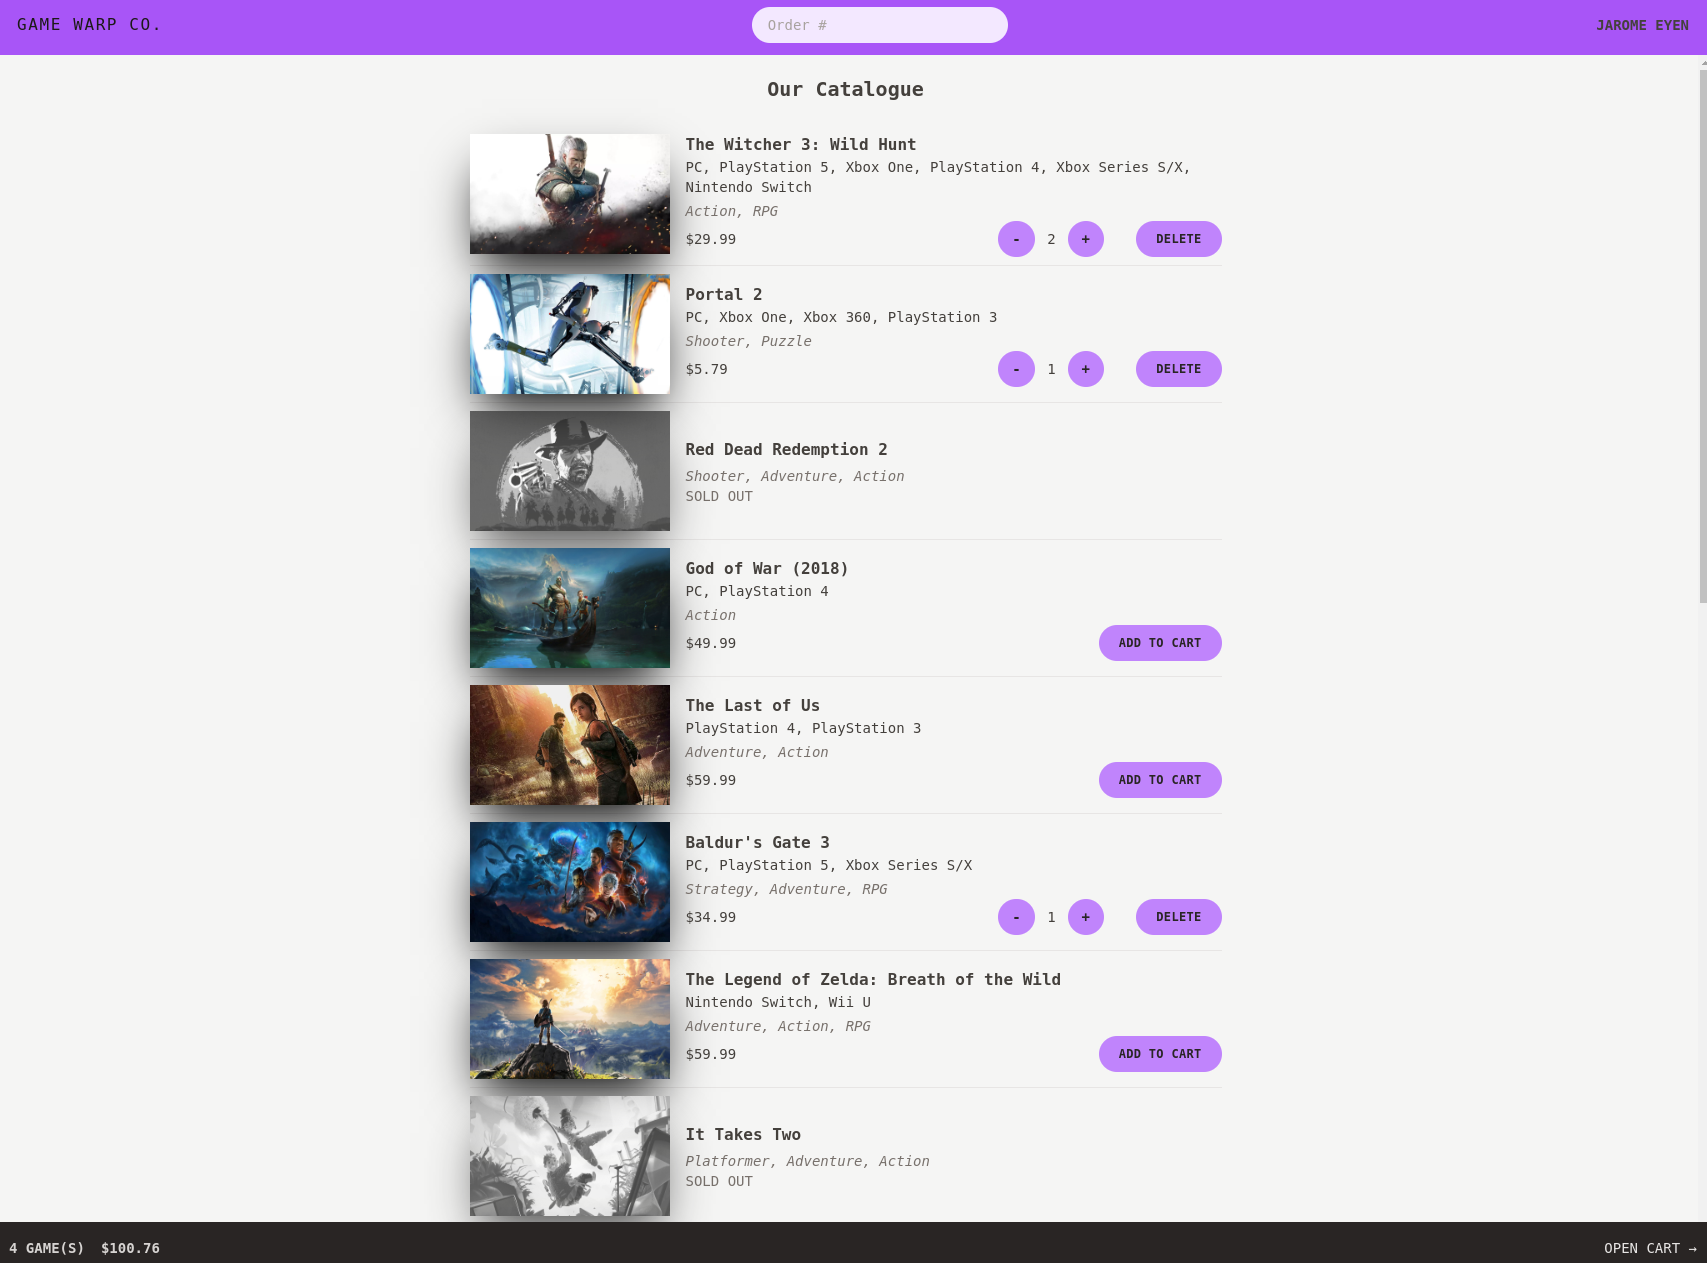 GAME WARP CO.
Order #
JAROME EYEN
Our Catalogue
The Witcher 3: Wild Hunt
PC, PlayStation 5, Xbox One, PlayStation 4, Xbox Series S/X,
Nintendo Switch
Action, RPG
$29.99 - 2 + DELETE
Portal 2
PC, Xbox One, Xbox 360, PlayStation 3
Shooter, Puzzle
$5.79 - 1 + DELETE
Red Dead Redemption 2
Shooter, Adventure, Action
SOLD OUT
God of War (2018)
PC, PlayStation 4
Action
$49.99 ADD TO CART
The Last of Us
PlayStation 4, PlayStation 3
Adventure, Action
$59.99 ADD TO CART
Baldur's Gate 3
PC, PlayStation 5, Xbox Series S/X
Strategy, Adventure, RPG
$34.99 - 1 + DELETE
The Legend of Zelda: Breath of the Wild
Nintendo Switch, Wii U
Adventure, Action, RPG
$59.99 ADD TO CART
It Takes Two
Platformer, Adventure, Action
SOLD OUT
4 GAME(S) $100.76
OPEN CART →